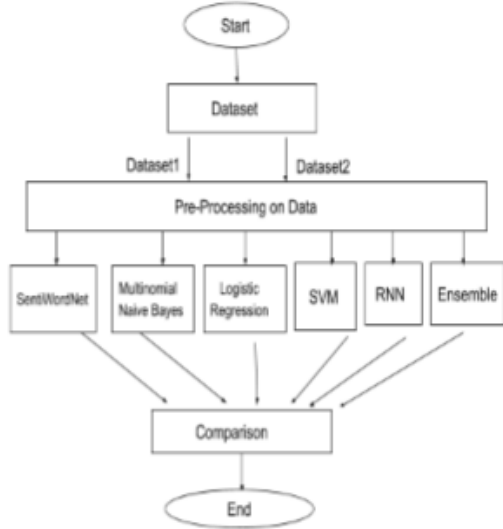 Start
Dataset
Dataset1
Dataset2
Pre-Processing on Data
SentiWordNet
Multinomial
Naive Bayes
Logistic
Regression
SVM
RNN
Ensemble
Comparison
End